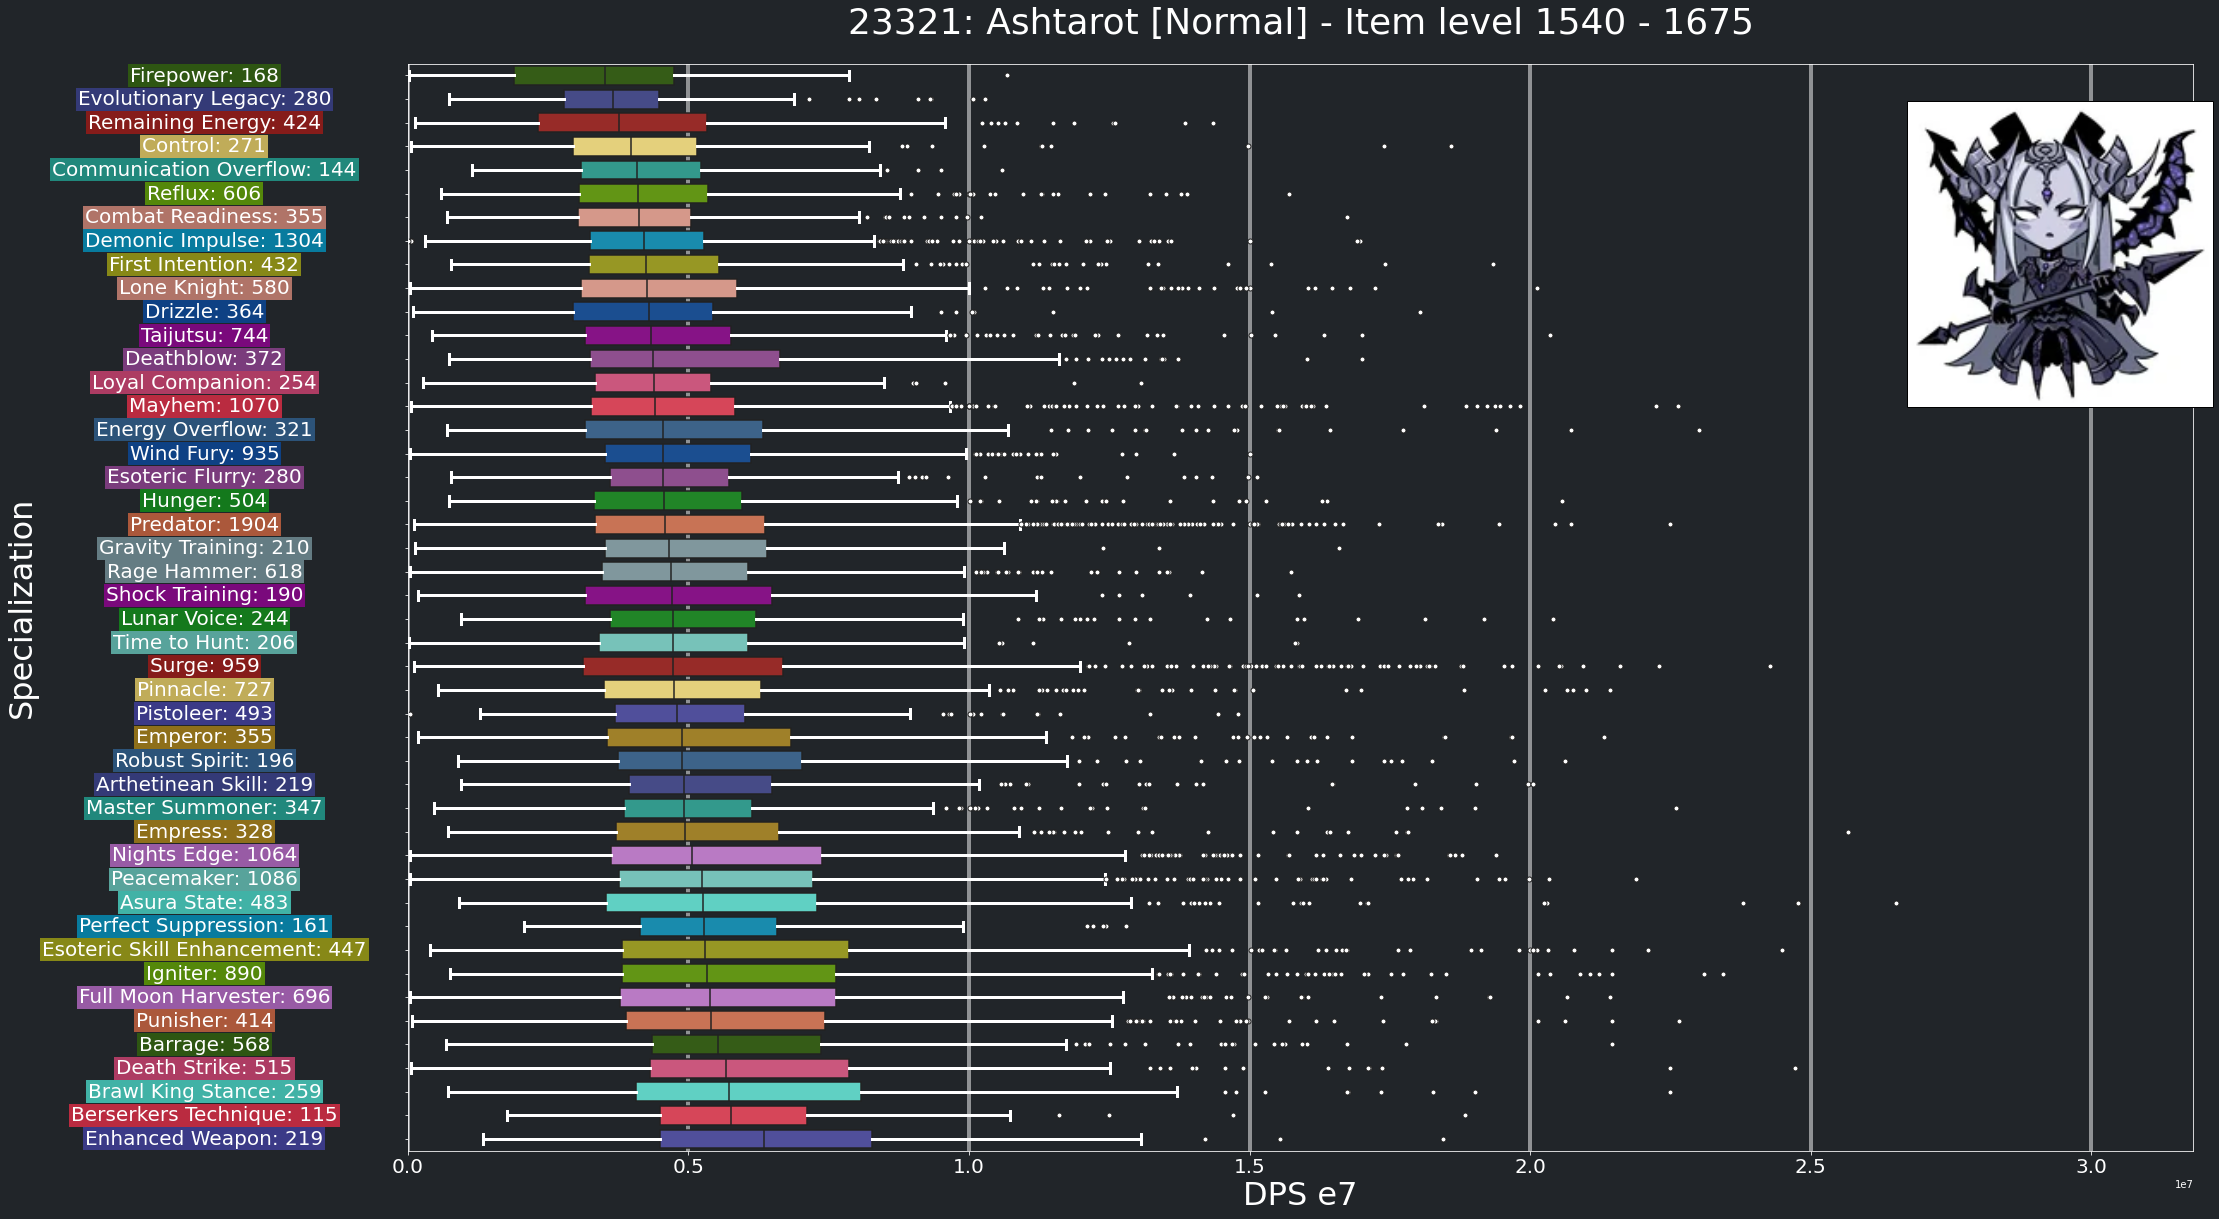 23321: Ashtarot [Normal] - Item level 1540 - 1675
Firepower: 168
Evolutionary Legacy: 280
Remaining Energy: 424
Control: 271
Communication Overflow: 144
Reflux: 606
Combat Readiness: 355
Demonic Impulse: 1304
First Intention: 432
Lone Knight: 580
Drizzle: 364
Taijutsu: 744
Deathblow: 372
Loyal Companion: 254
Mayhem: 1070
Energy Overflow: 321
Wind Fury: 935
Esoteric Flurry: 280
Hunger: 504
Predator: 1904
Gravity Training: 210
Rage Hammer: 618
Shock Training: 190
Lunar Voice: 244
Time to Hunt: 206
Surge: 959
Pinnacle: 727
Pistoleer: 493
Emperor: 355
Robust Spirit: 196
Arthetinean Skill: 219
Master Summoner: 347
Empress: 328
Nights Edge: 1064
Peacemaker: 1086
Asura State: 483
Perfect Suppression: 161
Esoteric Skill Enhancement: 447
Igniter: 890
Full Moon Harvester: 696
Punisher: 414
Barrage: 568
Death Strike: 515
Brawl King Stance: 259
Berserkers Technique: 115
Enhanced Weapon: 219
Specialization
0.0 0.5 1.0 1.5 2.0 2.5 3.0
DPS e7
1e7